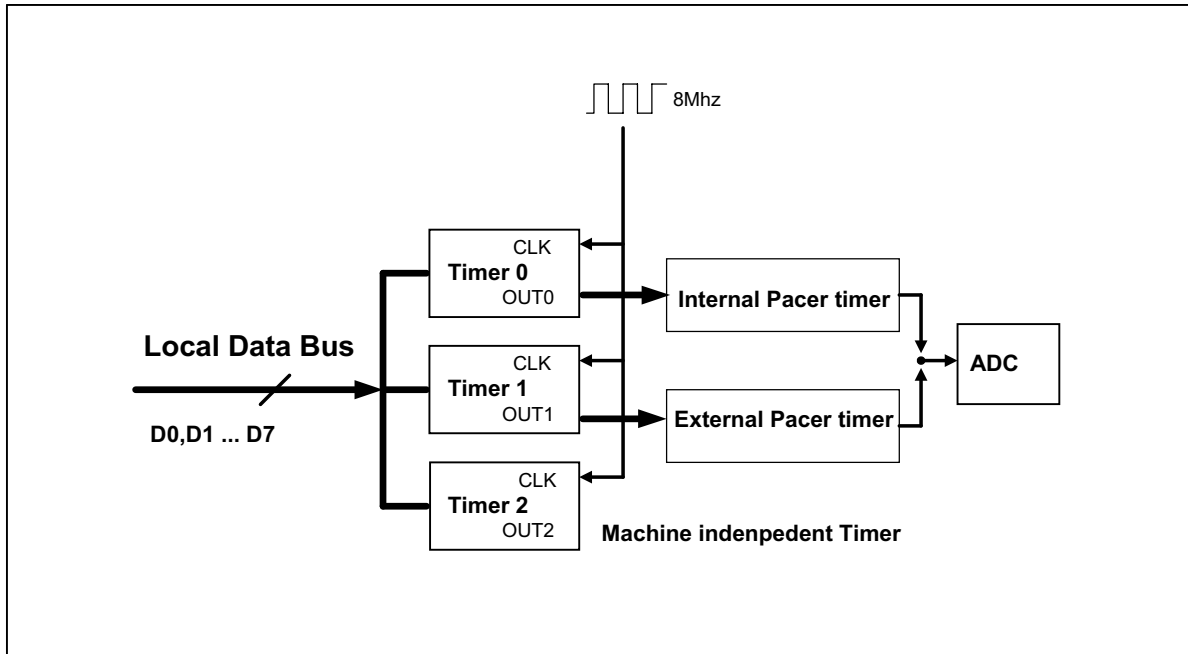 8Mhz
CLK
Timer 0
OUT0
Internal Pacer timer
Local Data Bus
D0,D1 ... D7
CLK
Timer 1
OUT1
External Pacer timer
ADC
CLK
Timer 2
OUT2
Machine indenpedent Timer